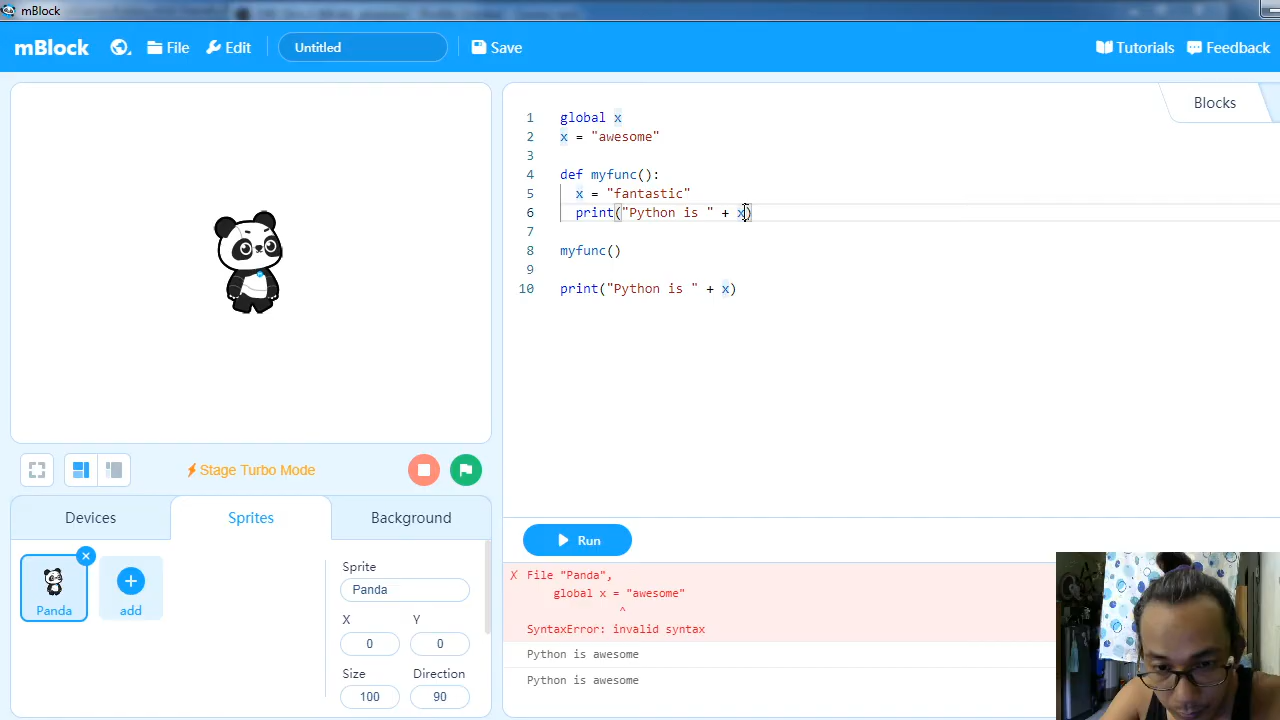 mBlock
mBlock
File
Edit
Untitled
Save
Tutorials
Feedback
Blocks
1 global x
2 x = "awesome"
3
4 def myfunc():
5 x = "fantastic"
6 print("Python is " + x)
7
8 myfunc()
9
10 print("Python is " + x)
Stage Turbo Mode
Devices
Sprites
Background
Panda
add
Sprite
Panda
X
Y
0
0
Size
Direction
100
90
Run
X File "Panda",
global x = "awesome"
^
SyntaxError: invalid syntax
Python is awesome
Python is awesome